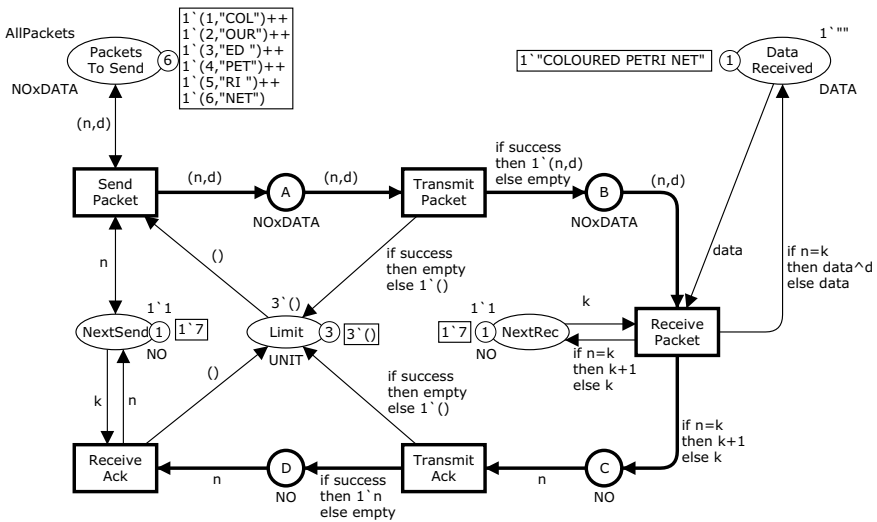 AllPackets
Packets
To Send
6
NOxDATA
1`(1,"COL")++
1`(2,"OUR")++
1`(3,"ED ")++
1`(4,"PET")++
1`(5,"RI ")++
1`(6,"NET")
1`""
1`"COLOURED PETRI NET"
1
Data
Received
DATA
(n,d)
Send
Packet
(n,d)
A
NOxDATA
(n,d)
Transmit
Packet
if success
then 1`(n,d)
else empty
B
NOxDATA
(n,d)
n
()
if success
then empty
else 1`()
data
if n=k
then data^d
else data
1`1
NextSend
1
1`7
NO
3`()
Limit
3
3`()
UNIT
1`1
1`7
1
NextRec
NO
k
if n=k
then k+1
else k
Receive
Packet
k
n
()
if success
then empty
else 1`()
if n=k
then k+1
else k
Receive
Ack
n
D
NO
if success
then 1`n
else empty
Transmit
Ack
n
C
NO